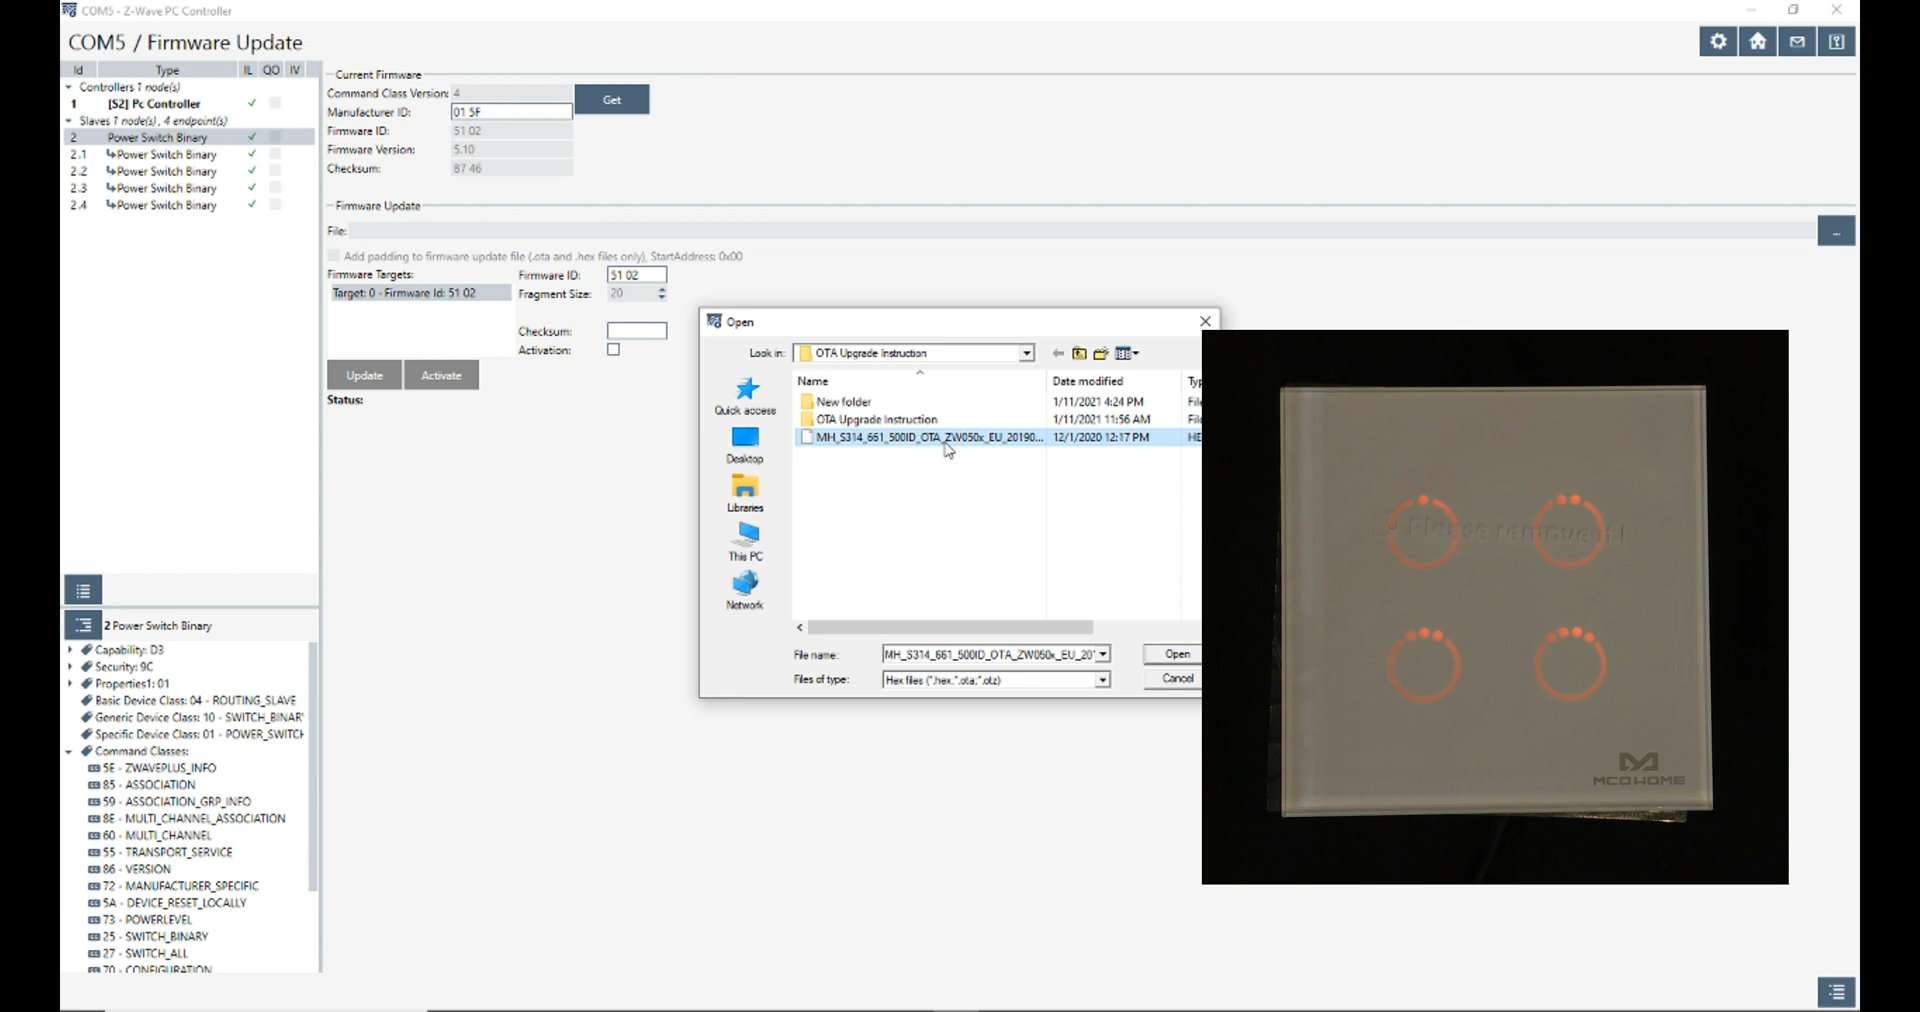 COM5 - Z-Wave PC Controller
COM5 / Firmware Update
Id Type IL QO IV
Controllers 1 node(s)
1 [S2] Pc Controller
Slaves 1 node(s), 4 endpoint(s)
2 Power Switch Binary
2.1 Power Switch Binary
2.2 Power Switch Binary
2.3 Power Switch Binary
2.4 Power Switch Binary
Current Firmware
Command Class Version: 4
Get
Manufacturer ID: 01 5F
Firmware ID: 51 02
Firmware Version: 5.10
Checksum: 87 46
Firmware Update
File:
...
Add padding to firmware update file (.ota and .hex files only), StartAddress: 0x00
Firmware Targets:
Target: 0 - Firmware Id: 51 02
Firmware ID: 51 02
Fragment Size: 20
Checksum:
Activation:
Update
Activate
Status:
Open
Look in: OTA Upgrade Instruction
Name Date modified Typ
New folder 1/11/2021 4:24 PM File
OTA Upgrade Instruction 1/11/2021 11:56 AM File
MH_S314_661_500ID_OTA_ZW050x_EU_20190... 12/1/2020 12:17 PM HE
Quick access
Desktop
Libraries
This PC
Network
File name: MH_S314_661_500ID_OTA_ZW050x_EU_201
Open
Files of type: Hex files (*.hex;*.ota;*.otz)
Cancel
Please remove it!
MCOHOME
2 Power Switch Binary
Capability: D3
Security: 9C
Properties1: 01
Basic Device Class: 04 - ROUTING_SLAVE
Generic Device Class: 10 - SWITCH_BINAR
Specific Device Class: 01 - POWER_SWITCH
Command Classes:
5E - ZWAVEPLUS_INFO
85 - ASSOCIATION
59 - ASSOCIATION_GRP_INFO
8E - MULTI_CHANNEL_ASSOCIATION
60 - MULTI_CHANNEL
55 - TRANSPORT_SERVICE
86 - VERSION
72 - MANUFACTURER_SPECIFIC
5A - DEVICE_RESET_LOCALLY
73 - POWERLEVEL
25 - SWITCH_BINARY
27 - SWITCH_ALL
70 - CONFIGURATION